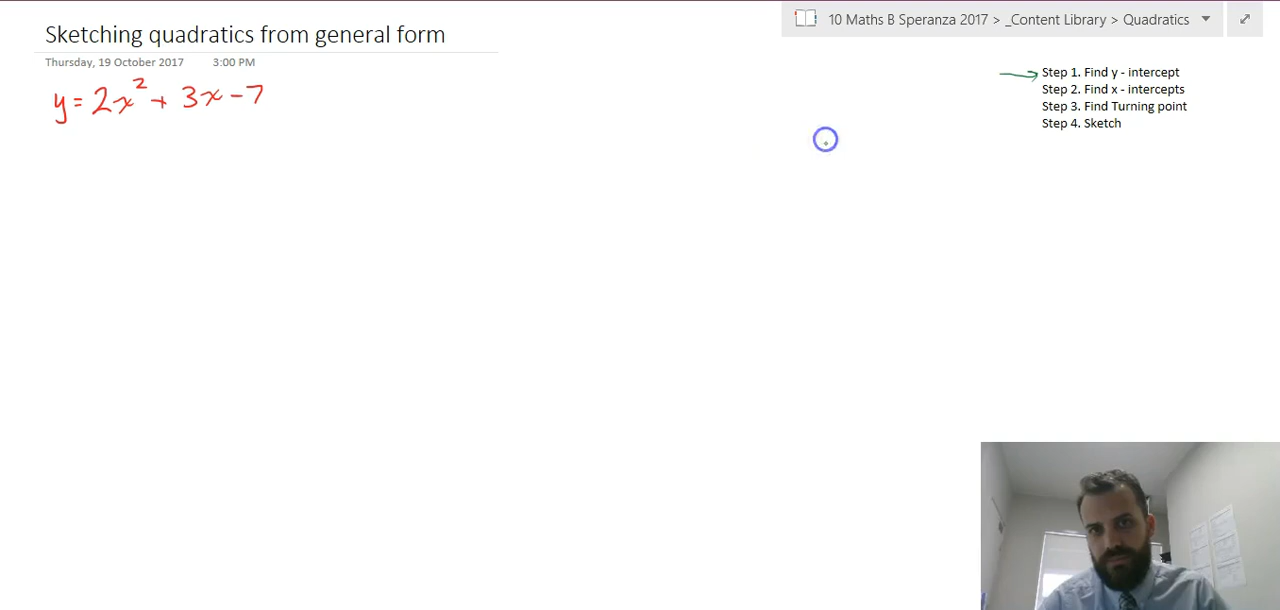 Sketching quadratics from general form
10 Maths B Speranza 2017 > _Content Library > Quadratics
Thursday, 19 October 2017 3:00 PM
y = 2x² + 3x - 7
Step 1. Find y - intercept
Step 2. Find x - intercepts
Step 3. Find Turning point
Step 4. Sketch